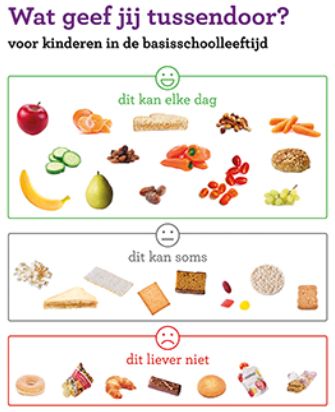 Wat geef jij tussendoor?
voor kinderen in de basisschoolleeftijd
dit kan elke dag
dit kan soms
dit liever niet